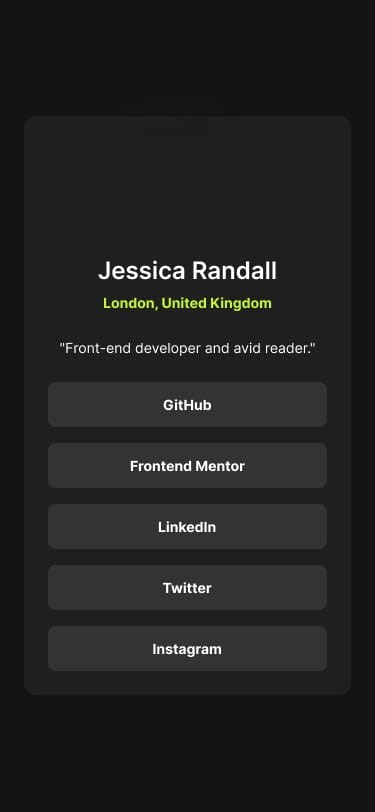 Jessica Randall
London, United Kingdom
"Front-end developer and avid reader."
GitHub
Frontend Mentor
LinkedIn
Twitter
Instagram